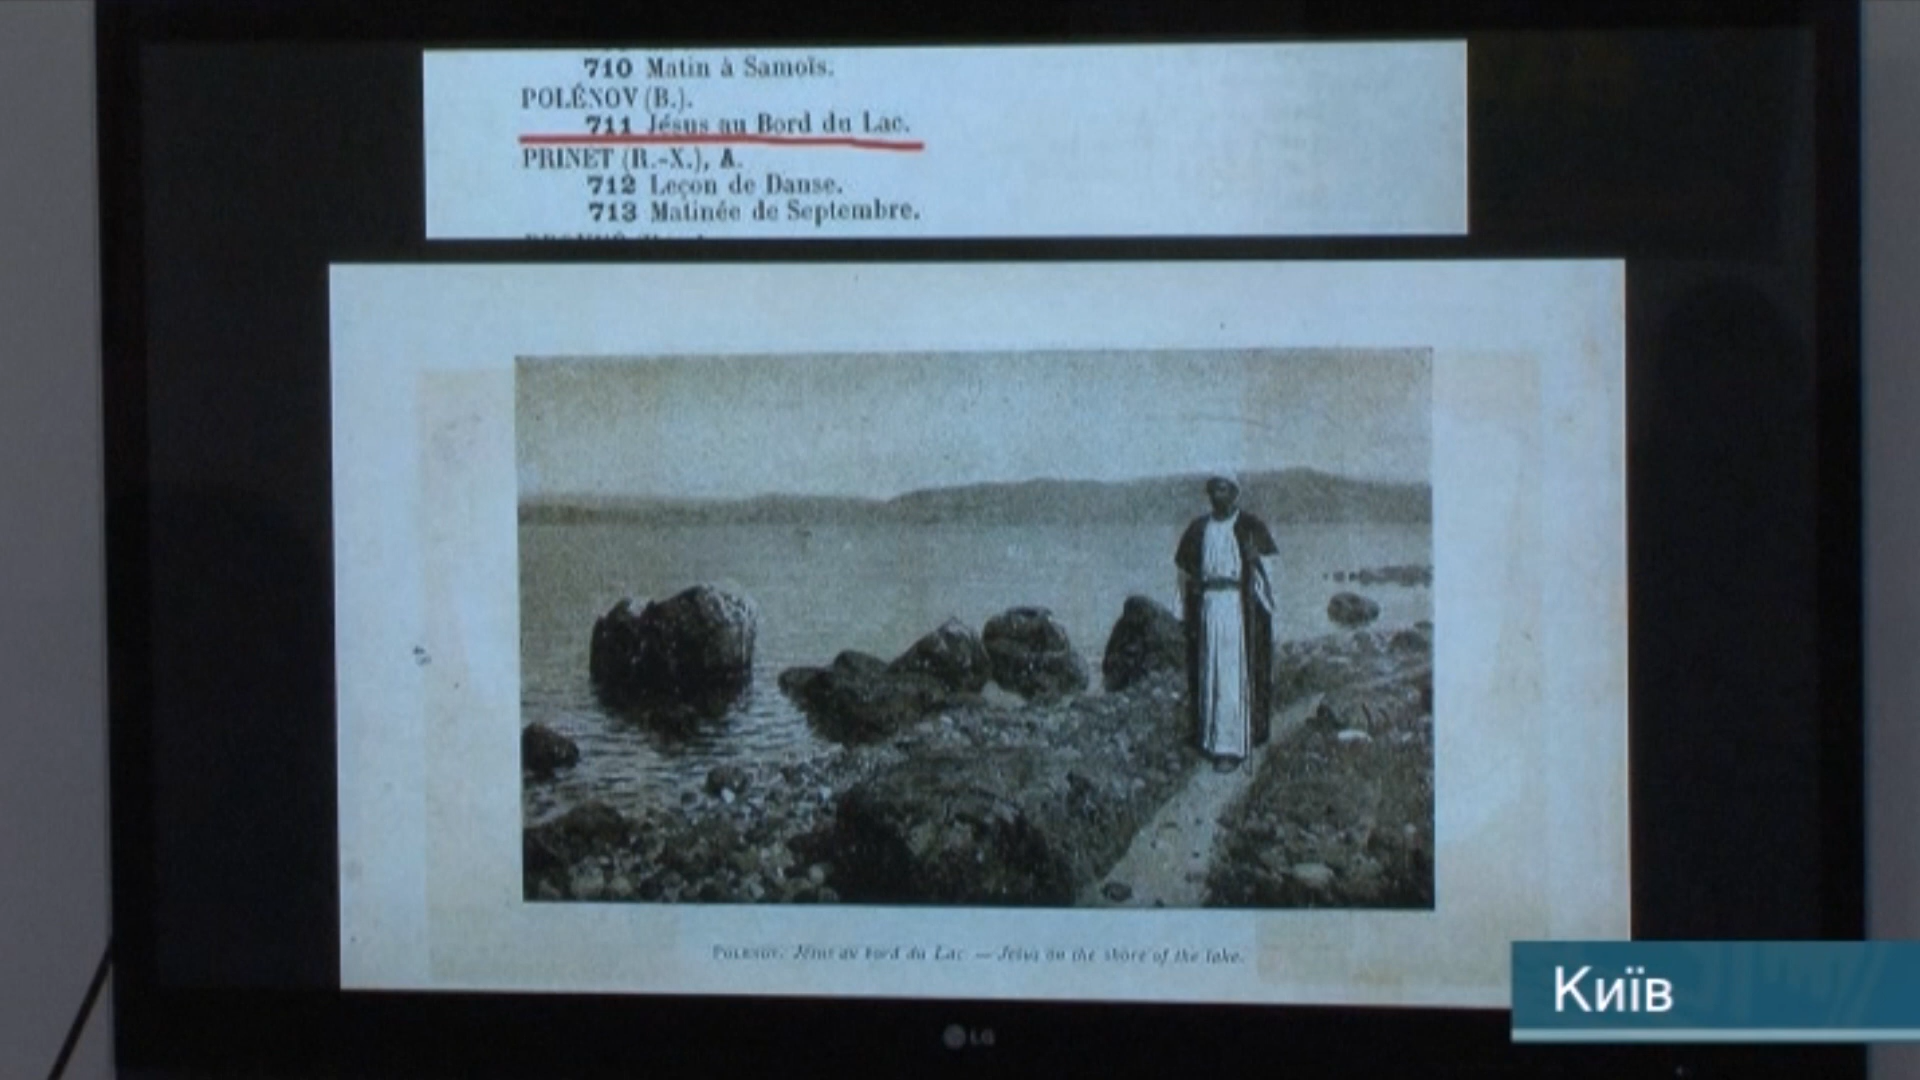 710 Matin à Samoïs.
POLÉNOV (B.).
711 Jésus au Bord du Lac.
PRINET (R.-X.), A.
712 Leçon de Danse.
713 Matinée de Septembre.
POLENOV. Jésus au bord du Lac — Jesus on the shore of the lake.
Київ
LG